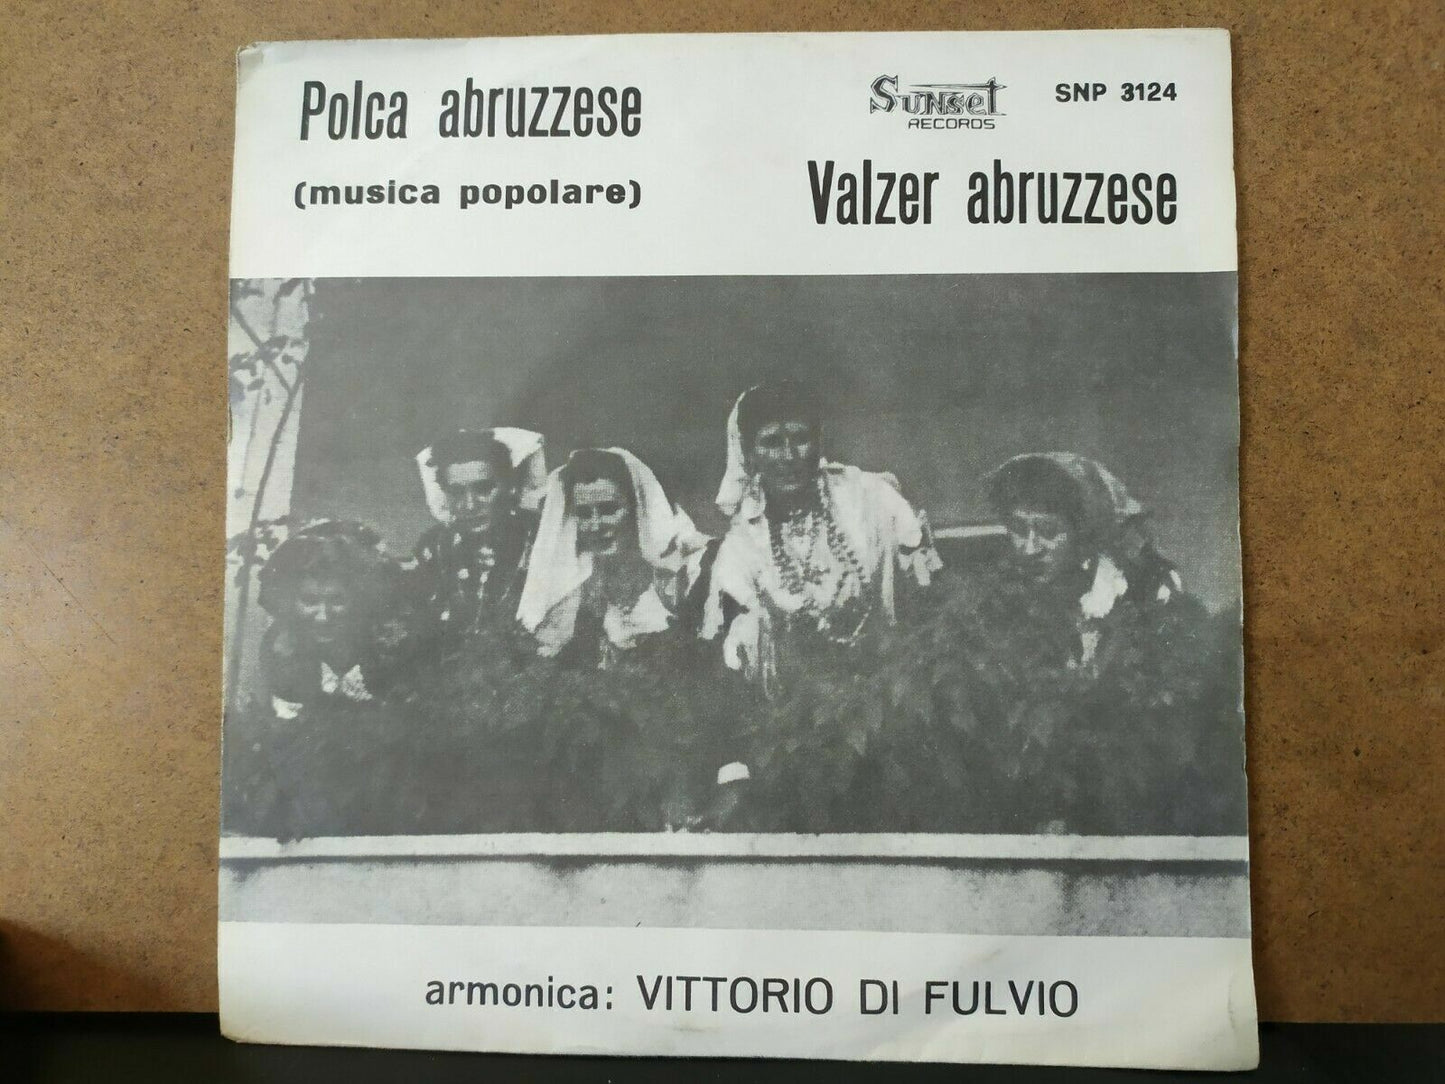 Polca abruzzese
(musica popolare)
Sunset
RECORDS
SNP 3124
Valzer abruzzese
armonica: VITTORIO DI FULVIO